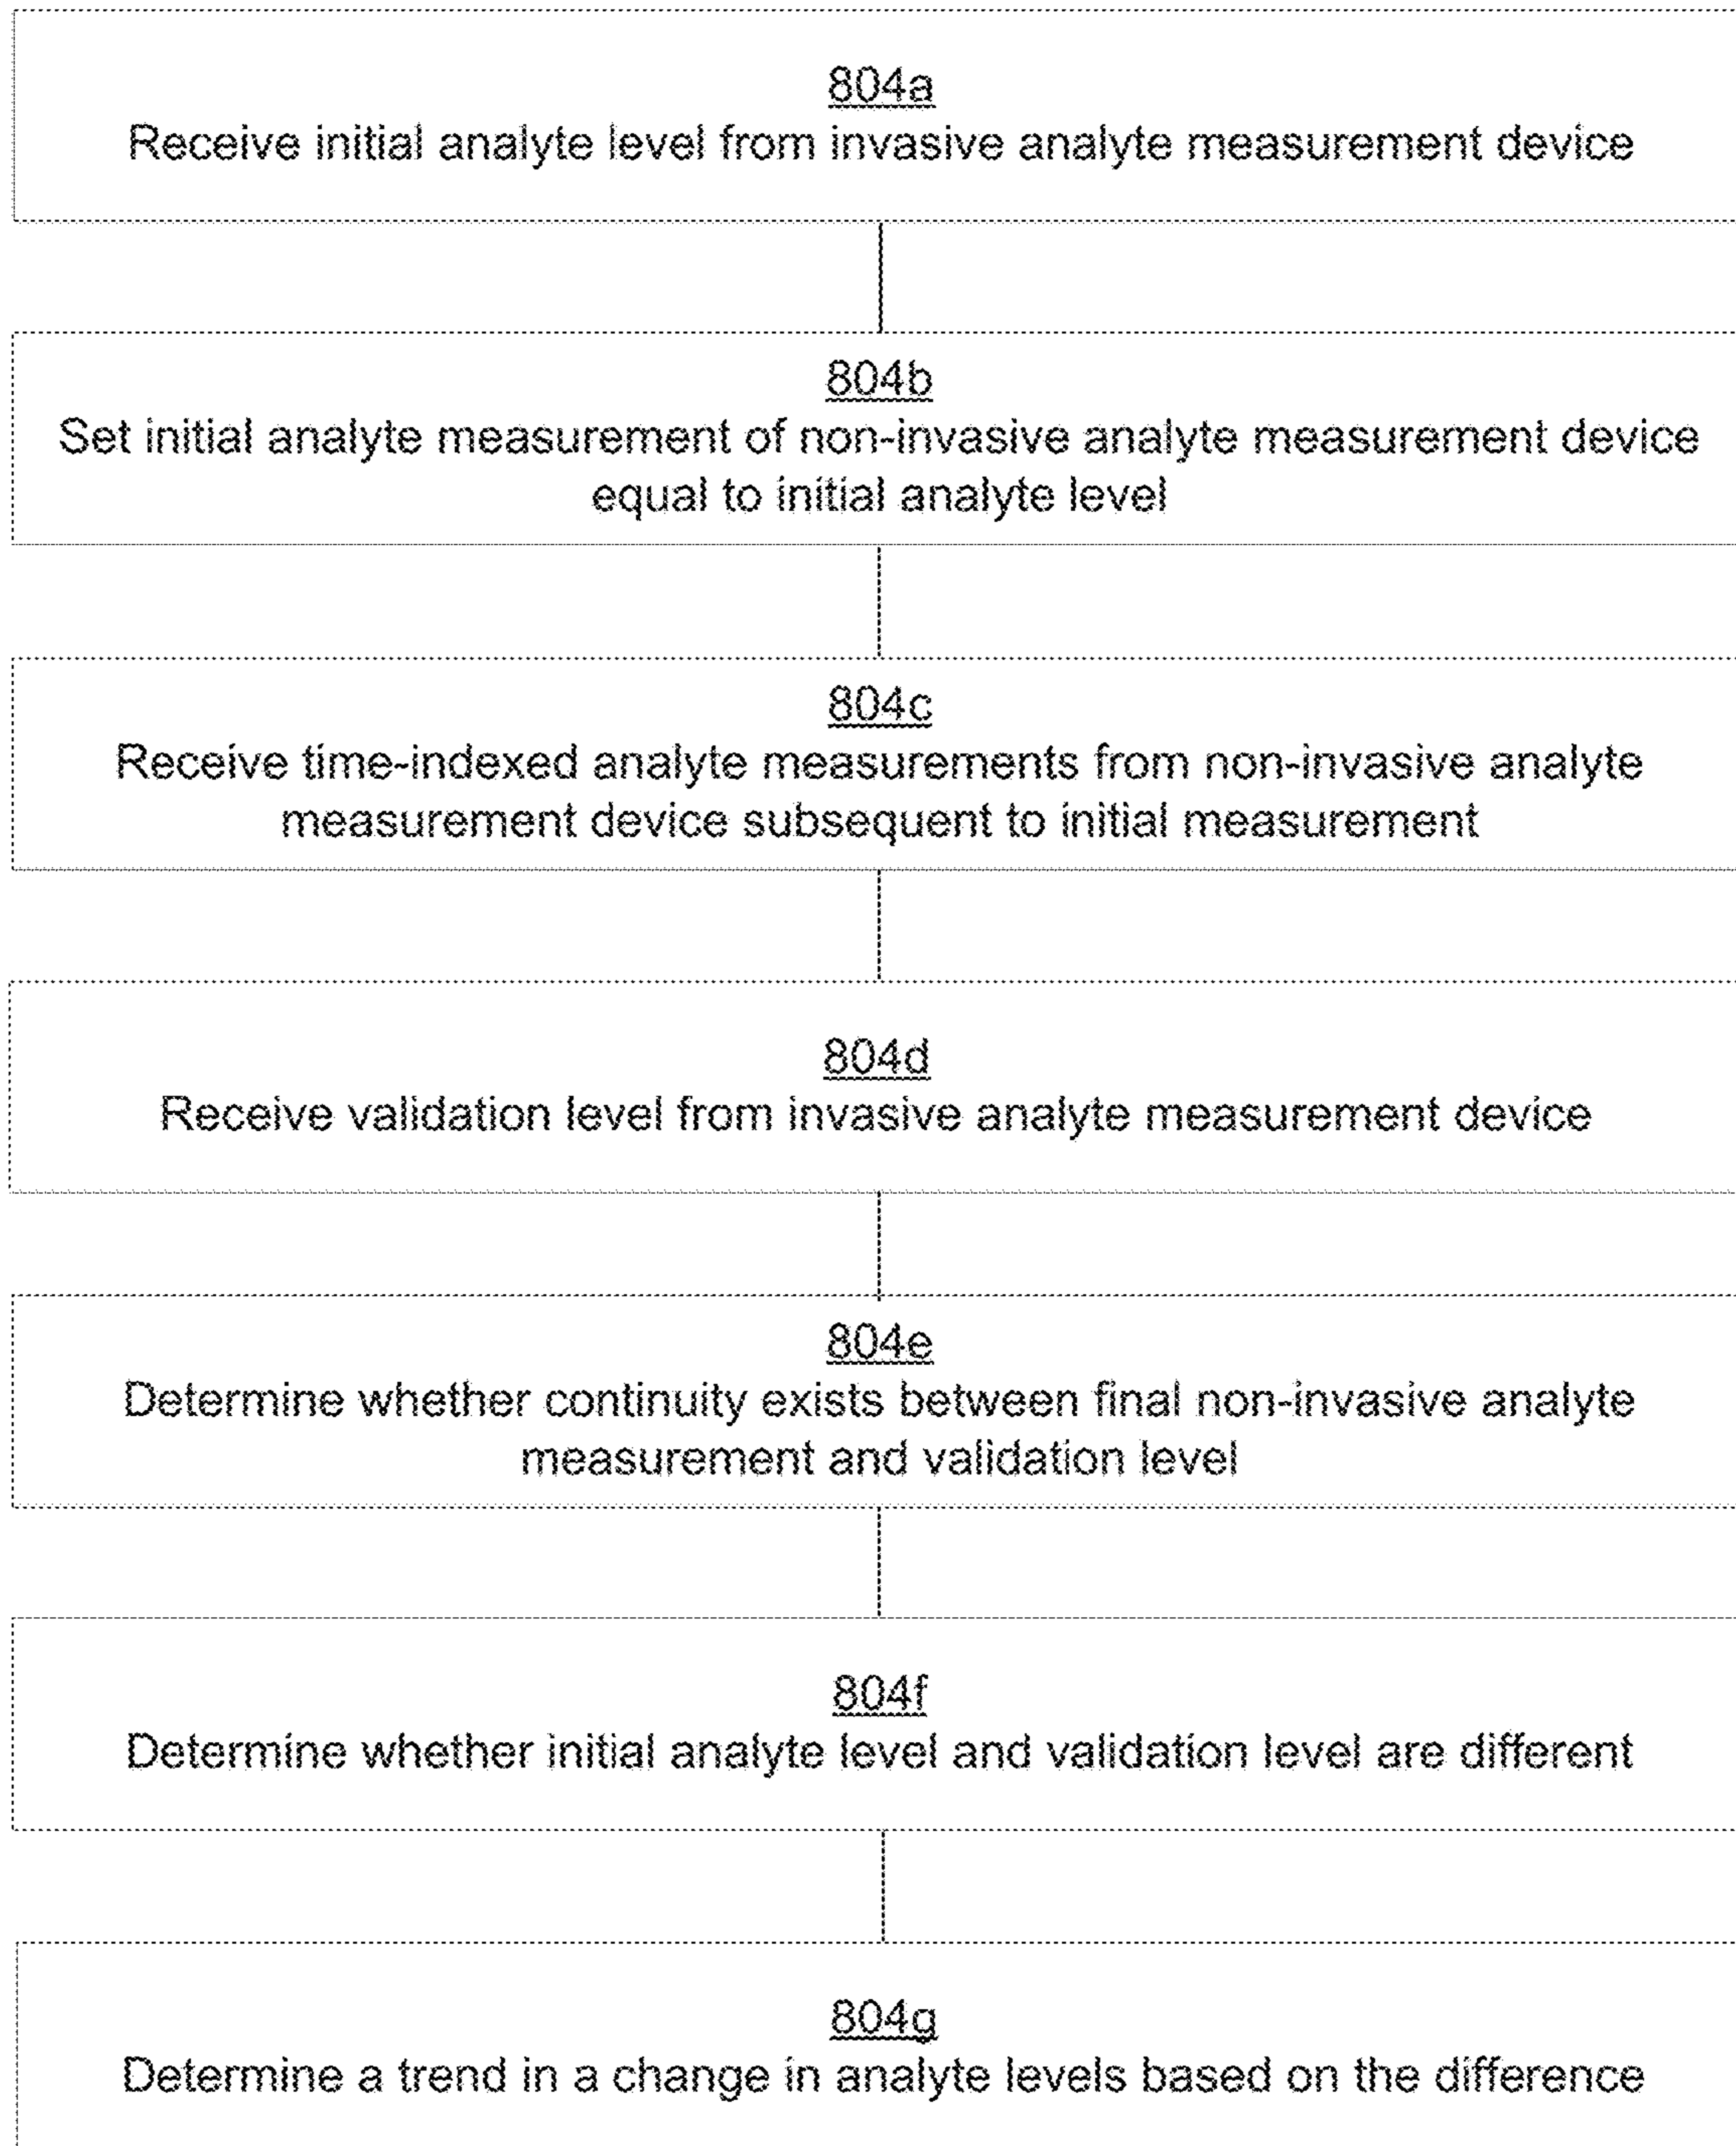 804a
Receive initial analyte level from invasive analyte measurement device
804b
Set initial analyte measurement of non-invasive analyte measurement device
equal to initial analyte level
804c
Receive time-indexed analyte measurements from non-invasive analyte
measurement device subsequent to initial measurement
804d
Receive validation level from invasive analyte measurement device
804e
Determine whether continuity exists between final non-invasive analyte
measurement and validation level
804f
Determine whether initial analyte level and validation level are different
804g
Determine a trend in a change in analyte levels based on the difference